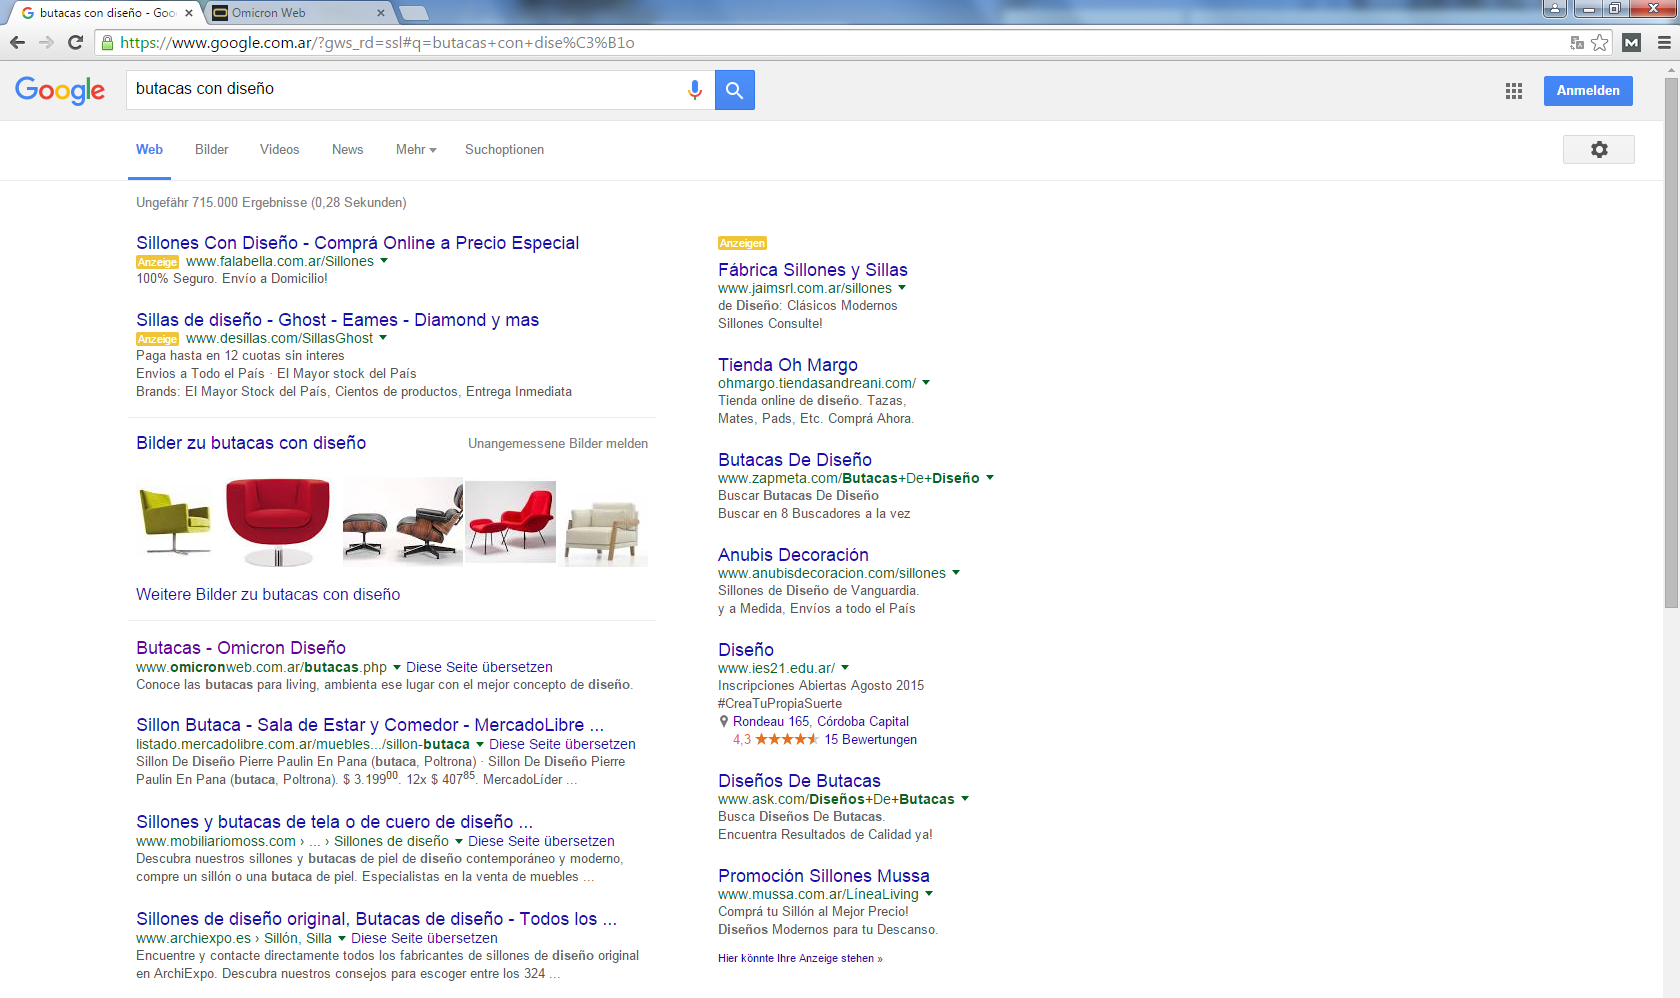 butacas con diseño - Goo
Omicron Web
https://www.google.com.ar/?gws_rd=ssl#q=butacas+con+dise%C3%B1o
Google
butacas con diseño
Anmelden
Web
Bilder
Videos
News
Mehr
Suchoptionen
Ungefähr 715.000 Ergebnisse (0,28 Sekunden)
Sillones Con Diseño - Comprá Online a Precio Especial
Anzeige www.falabella.com.ar/Sillones
100% Seguro. Envío a Domicilio!
Sillas de diseño - Ghost - Eames - Diamond y mas
Anzeige www.desillas.com/SillasGhost
Paga hasta en 12 cuotas sin interes
Envios a Todo el País · El Mayor stock del País
Brands: El Mayor Stock del País, Cientos de productos, Entrega Inmediata
Bilder zu butacas con diseño
Unangemessene Bilder melden
Weitere Bilder zu butacas con diseño
Butacas - Omicron Diseño
www.omicronweb.com.ar/butacas.php Diese Seite übersetzen
Conoce las butacas para living, ambienta ese lugar con el mejor concepto de diseño.
Sillon Butaca - Sala de Estar y Comedor - MercadoLibre ...
listado.mercadolibre.com.ar/muebles.../sillon-butaca Diese Seite übersetzen
Sillon De Diseño Pierre Paulin En Pana (butaca, Poltrona) · Sillon De Diseño Pierre
Paulin En Pana (butaca, Poltrona). $ 3.199⁰⁰. 12x $ 407⁸⁵. MercadoLíder ...
Sillones y butacas de tela o de cuero de diseño ...
www.mobiliariomoss.com › ... › Sillones de diseño Diese Seite übersetzen
Descubra nuestros sillones y butacas de piel de diseño contemporáneo y moderno,
compre un sillón o una butaca de piel. Especialistas en la venta de muebles ...
Sillones de diseño original, Butacas de diseño - Todos los ...
www.archiexpo.es › Sillón, Silla Diese Seite übersetzen
Encuentre y contacte directamente todos los fabricantes de sillones de diseño original
en ArchiExpo. Descubra nuestros consejos para escoger entre los 324 ...
Anzeigen
Fábrica Sillones y Sillas
www.jaimsrl.com.ar/sillones
de Diseño: Clásicos Modernos
Sillones Consulte!
Tienda Oh Margo
ohmargo.tiendasandreani.com/
Tienda online de diseño. Tazas,
Mates, Pads, Etc. Comprá Ahora.
Butacas De Diseño
www.zapmeta.com/Butacas+De+Diseño
Buscar Butacas De Diseño
Buscar en 8 Buscadores a la vez
Anubis Decoración
www.anubisdecoracion.com/sillones
Sillones de Diseño de Vanguardia.
y a Medida, Envíos a todo el País
Diseño
www.ies21.edu.ar/
Inscripciones Abiertas Agosto 2015
#CreaTuPropiaSuerte
Rondeau 165, Córdoba Capital
4,3 ★★★★★ 15 Bewertungen
Diseños De Butacas
www.ask.com/Diseños+De+Butacas
Busca Diseños De Butacas.
Encuentra Resultados de Calidad ya!
Promoción Sillones Mussa
www.mussa.com.ar/LíneaLiving
Comprá tu Sillón al Mejor Precio!
Diseños Modernos para tu Descanso.
Hier könnte Ihre Anzeige stehen »